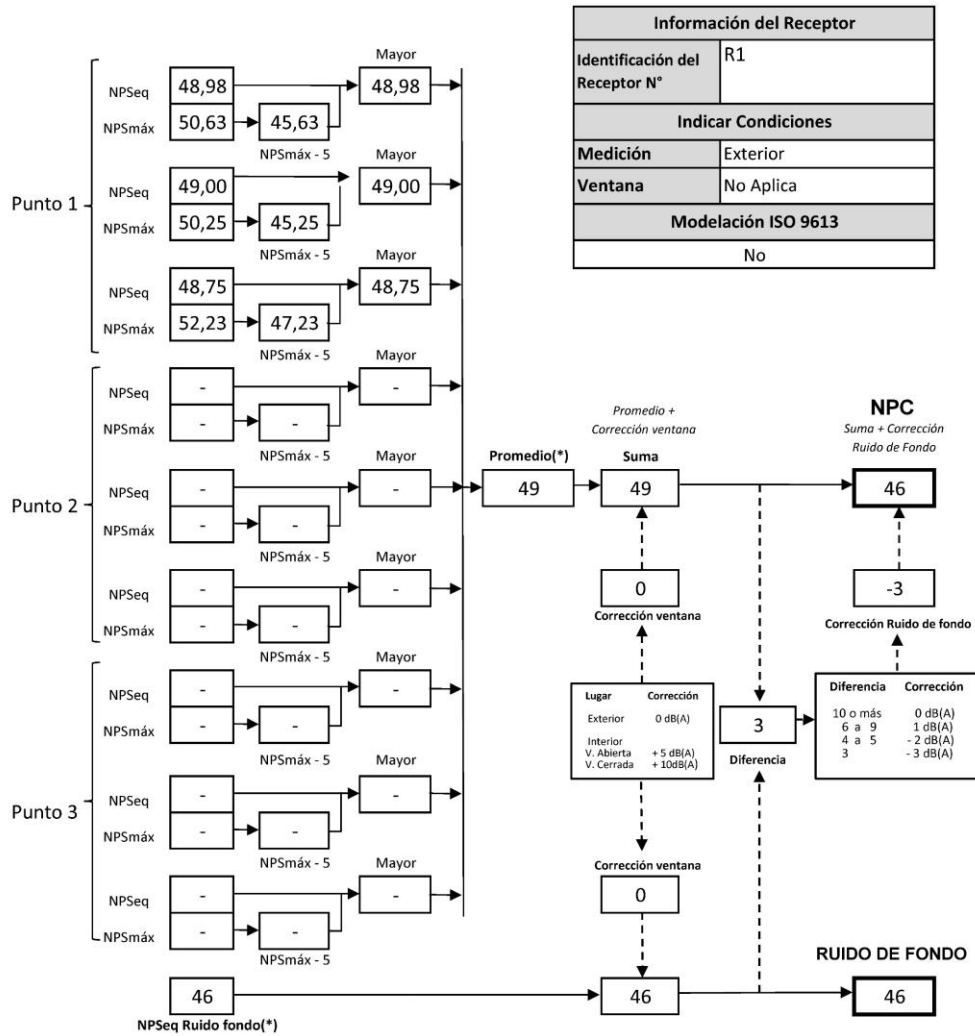 Información del Receptor
Identificación del Receptor N° R1
Indicar Condiciones
Medición Exterior
Ventana No Aplica
Modelación ISO 9613
No
Punto 1
Mayor
NPSeq 48,98 48,98
NPSmáx 50,63 45,63
NPSmáx - 5
Mayor
NPSeq 49,00 49,00
NPSmáx 50,25 45,25
NPSmáx - 5
Mayor
NPSeq 48,75 48,75
NPSmáx 52,23 47,23
NPSmáx - 5
Punto 2
Mayor
NPSeq - -
NPSmáx - -
NPSmáx - 5
Mayor
NPSeq - -
NPSmáx - -
NPSmáx - 5
Mayor
NPSeq - -
NPSmáx - -
NPSmáx - 5
Punto 3
Mayor
NPSeq - -
NPSmáx - -
NPSmáx - 5
Mayor
NPSeq - -
NPSmáx - -
NPSmáx - 5
Mayor
NPSeq - -
NPSmáx - -
NPSmáx - 5
Promedio(*)
49
Promedio +
Corrección ventana
Suma
49
0
Corrección ventana
Lugar Corrección
Exterior 0 dB(A)
Interior
V. Abierta + 5 dB(A)
V. Cerrada + 10dB(A)
Corrección ventana
0
NPC
Suma + Corrección
Ruido de Fondo
46
-3
Corrección Ruido de fondo
Diferencia Corrección
10 o más 0 dB(A)
6 a 9 1 dB(A)
4 a 5 - 2 dB(A)
3 - 3 dB(A)
3
Diferencia
RUIDO DE FONDO
46 46 46
NPSeq Ruido fondo(*)